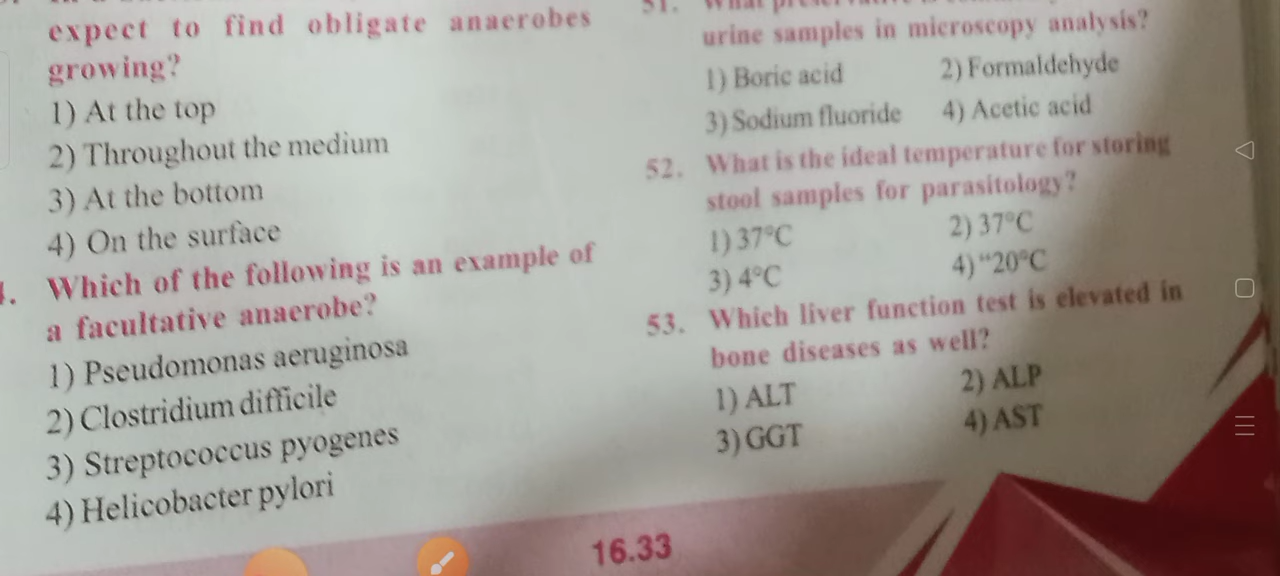 expect to find obligate anaerobes
growing?
1) At the top
2) Throughout the medium
3) At the bottom
4) On the surface
Which of the following is an example of
a facultative anaerobe?
1) Pseudomonas aeruginosa
2) Clostridium difficile
3) Streptococcus pyogenes
4) Helicobacter pylori
51. What
urine samples in microscopy analysis?
1) Boric acid 2) Formaldehyde
3) Sodium fluoride 4) Acetic acid
52. What is the ideal temperature for storing
stool samples for parasitology?
1) 37°C 2) 37°C
3) 4°C 4) “20°C
53. Which liver function test is elevated in
bone diseases as well?
1) ALT 2) ALP
3) GGT 4) AST
16.33